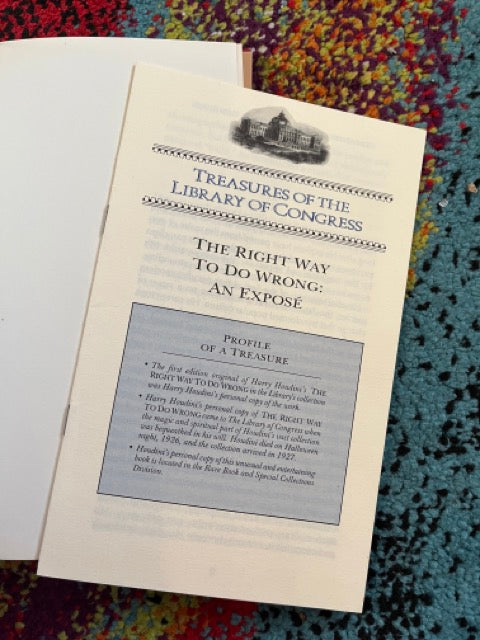 TREASURES OF THE
LIBRARY OF CONGRESS
THE RIGHT WAY
TO DO WRONG:
AN EXPOSÉ
PROFILE
OF A TREASURE
• The first edition original of Harry Houdini's THE
RIGHT WAY TO DO WRONG in the Library's collection
was Harry Houdini's personal copy of the work.
• Harry Houdini's personal copy of THE RIGHT WAY
TO DO WRONG came to The Library of Congress when
the magic and spiritual part of Houdini's vast collection
was bequeathed in his will. Houdini died on Halloween
night, 1926, and the collection arrived in 1927.
• Houdini's personal copy of this unusual and entertaining
book is located in the Rare Book and Special Collections
Division.